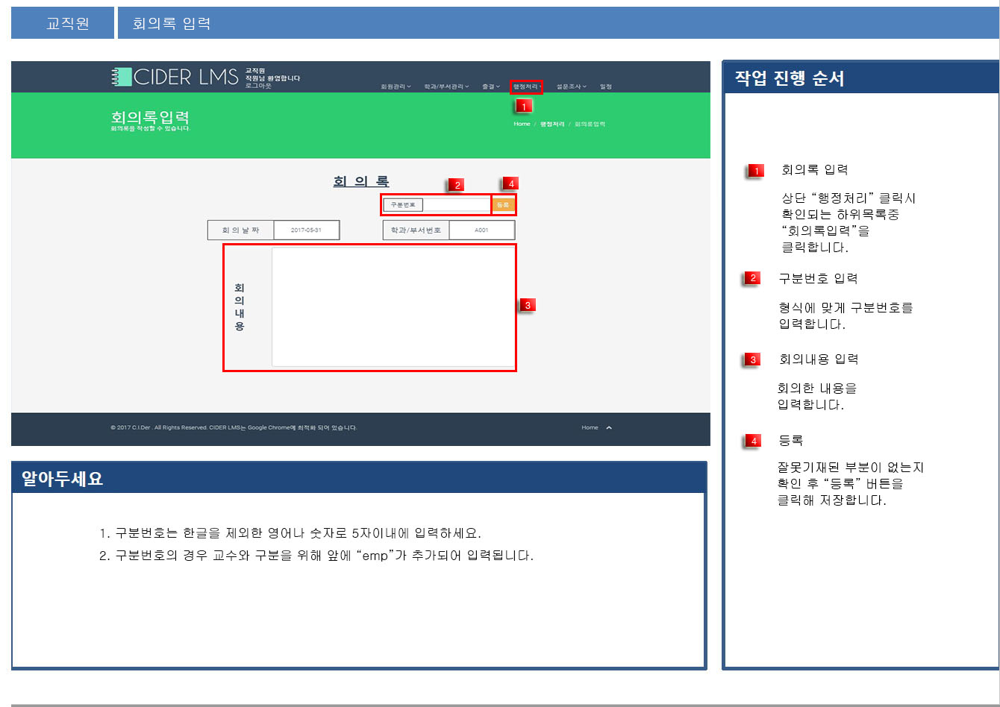 교직원
회의록 입력
CIDER LMS
교직원
직원님 환영합니다
로그아웃
회원관리
학과/부서관리
출결
행정처리
설문조사
일정
1
회의록입력
회의록을 작성할 수 있습니다.
Home / 행정처리 / 회의록입력
회 의 록
2
4
구분번호
등록
회 의 날 짜
2017-05-31
학과/부서번호
A001
회
의
내
용
3
© 2017 C.I.Der . All Rights Reserved. CIDER LMS는 Google Chrome에 최적화 되어 있습니다.
Home
알아두세요
1. 구분번호는 한글을 제외한 영어나 숫자로 5자이내에 입력하세요.
2. 구분번호의 경우 교수와 구분을 위해 앞에 “emp”가 추가되어 입력됩니다.
작업 진행 순서
1 회의록 입력
상단 “행정처리” 클릭시
확인되는 하위목록중
“회의록입력”을
클릭합니다.
2 구분번호 입력
형식에 맞게 구분번호를
입력합니다.
3 회의내용 입력
회의한 내용을
입력합니다.
4 등록
잘못기재된 부분이 없는지
확인 후 “등록” 버튼을
클릭해 저장합니다.